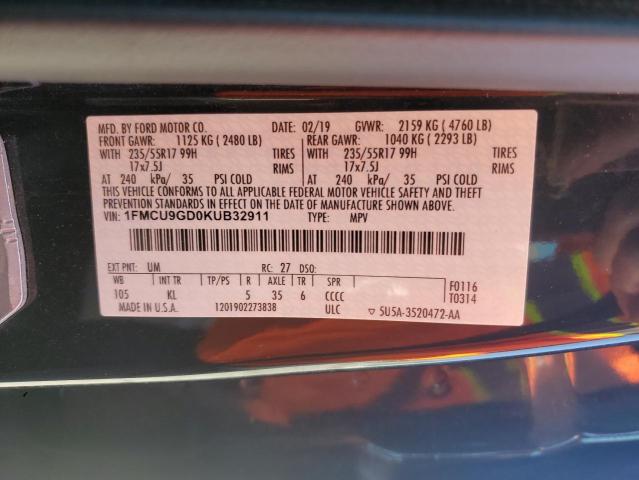 MFD. BY FORD MOTOR CO. DATE: 02/19 GVWR: 2159 KG ( 4760 LB)
FRONT GAWR: 1125 KG ( 2480 LB) REAR GAWR: 1040 KG ( 2293 LB)
WITH 235/55R17 99H TIRES WITH 235/55R17 99H TIRES
17x7.5J RIMS 17x7.5J RIMS
AT 240 kPa/ 35 PSI COLD AT 240 kPa/ 35 PSI COLD
THIS VEHICLE CONFORMS TO ALL APPLICABLE FEDERAL MOTOR VEHICLE SAFETY AND THEFT
PREVENTION STANDARDS IN EFFECT ON THE DATE OF MANUFACTURE SHOWN ABOVE.
VIN: 1FMCU9GD0KUB32911 TYPE: MPV
EXT PNT: UM RC: 27 DSO:
WB INT TR TP/PS R AXLE TR SPR F0116
105 KL 5 35 6 CCCC T0314
MADE IN U.S.A. 1201902273838 ULC ▽ 5U5A-3520472-AA